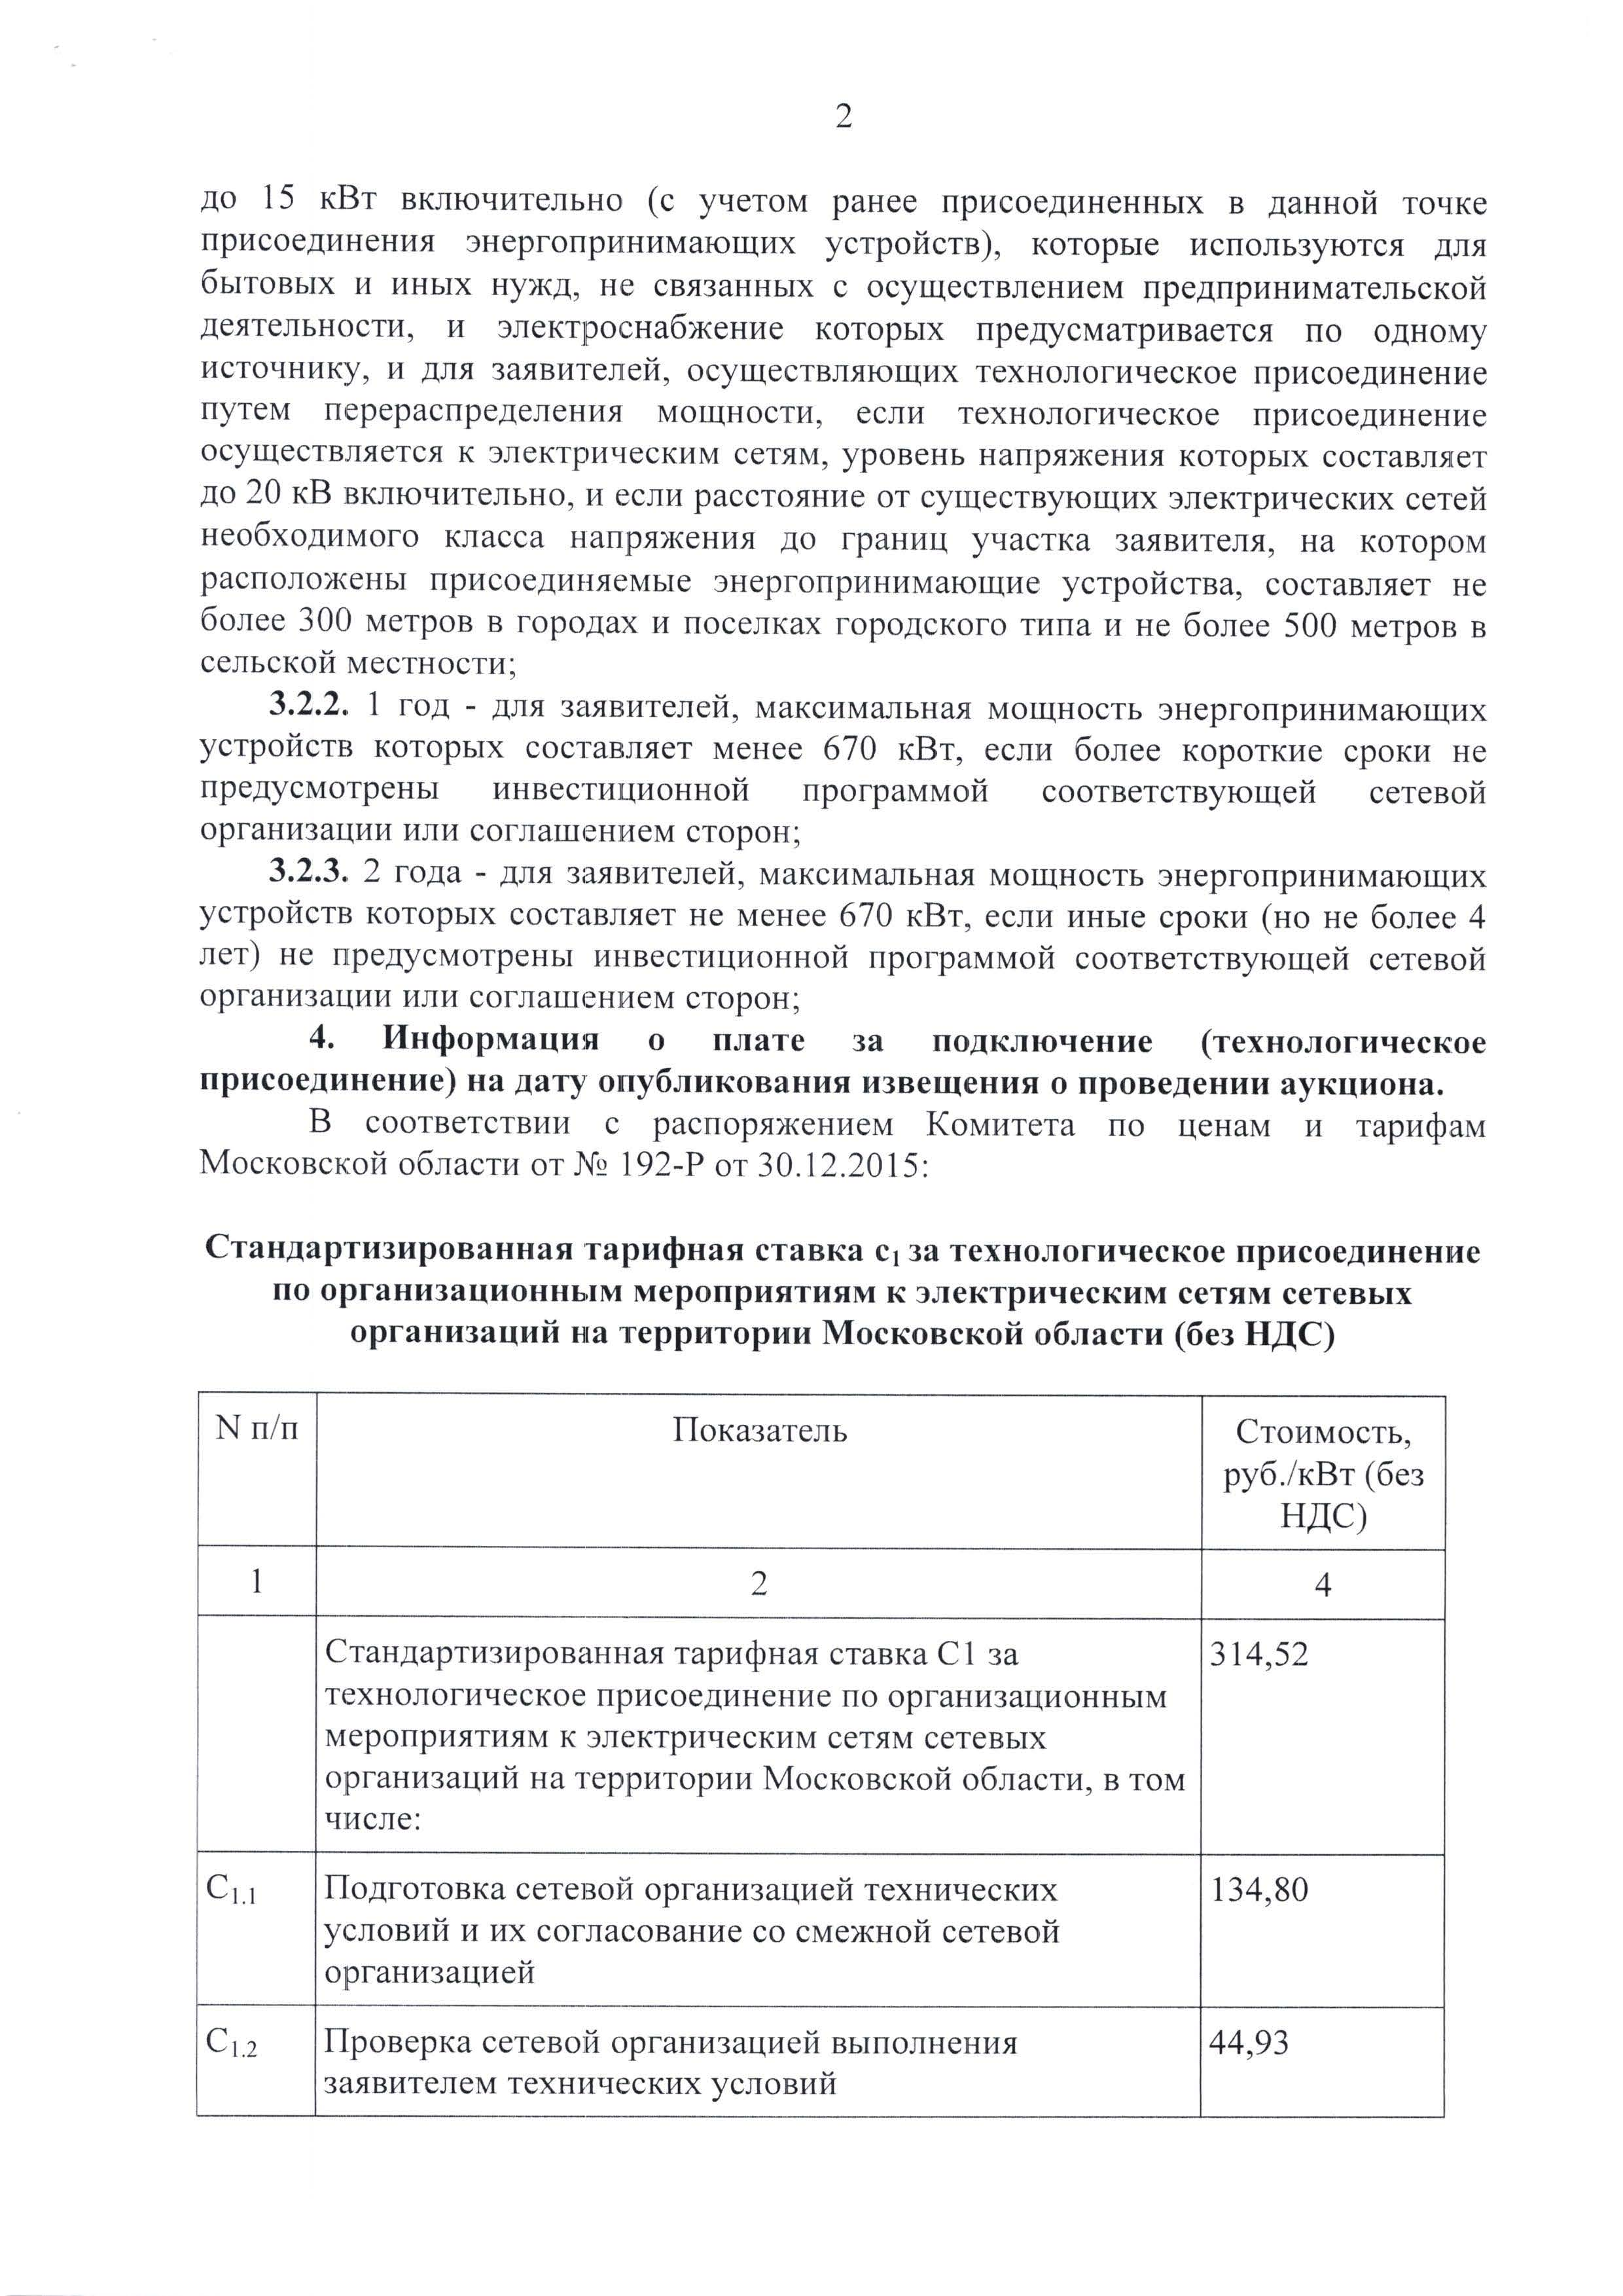 2
до 15 кВт включительно (с учетом ранее присоединенных в данной точке
присоединения энергопринимающих устройств), которые используются для
бытовых и иных нужд, не связанных с осуществлением предпринимательской
деятельности, и электроснабжение которых предусматривается по одному
источнику, и для заявителей, осуществляющих технологическое присоединение
путем перераспределения мощности, если технологическое присоединение
осуществляется к электрическим сетям, уровень напряжения которых составляет
до 20 кВ включительно, и если расстояние от существующих электрических сетей
необходимого класса напряжения до границ участка заявителя, на котором
расположены присоединяемые энергопринимающие устройства, составляет не
более 300 метров в городах и поселках городского типа и не более 500 метров в
сельской местности;
3.2.2. 1 год - для заявителей, максимальная мощность энергопринимающих
устройств которых составляет менее 670 кВт, если более короткие сроки не
предусмотрены инвестиционной программой соответствующей сетевой
организации или соглашением сторон;
3.2.3. 2 года - для заявителей, максимальная мощность энергопринимающих
устройств которых составляет не менее 670 кВт, если иные сроки (но не более 4
лет) не предусмотрены инвестиционной программой соответствующей сетевой
организации или соглашением сторон;
4. Информация о плате за подключение (технологическое
присоединение) на дату опубликования извещения о проведении аукциона.
В соответствии с распоряжением Комитета по ценам и тарифам
Московской области от № 192-Р от 30.12.2015:
Стандартизированная тарифная ставка с₁ за технологическое присоединение
по организационным мероприятиям к электрическим сетям сетевых
организаций на территории Московской области (без НДС)
N п/п
Показатель
Стоимость,
руб./кВт (без
НДС)
1
2
4
Стандартизированная тарифная ставка С1 за
технологическое присоединение по организационным
мероприятиям к электрическим сетям сетевых
организаций на территории Московской области, в том
числе:
314,52
С₁.₁
Подготовка сетевой организацией технических
условий и их согласование со смежной сетевой
организацией
134,80
С₁.₂
Проверка сетевой организацией выполнения
заявителем технических условий
44,93